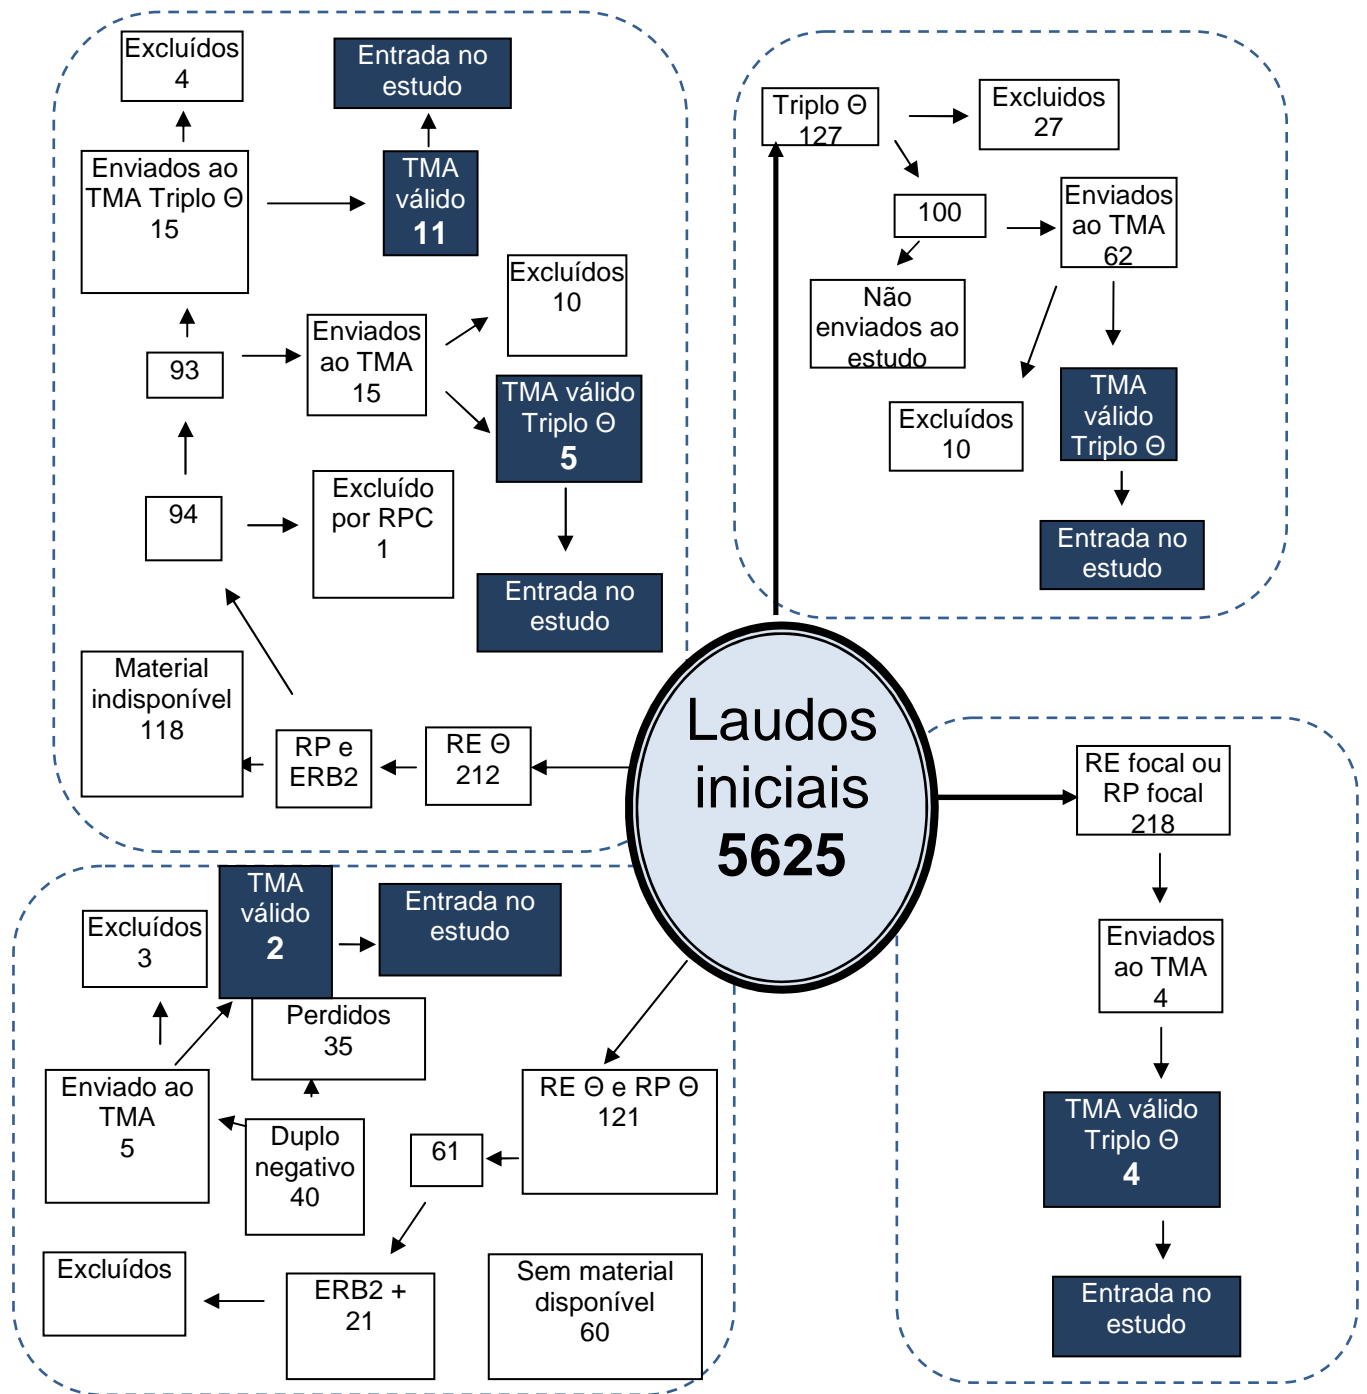 Excluídos
4
Entrada no
estudo
Enviados ao
TMA Triplo Θ
15
TMA
válido
11
Excluídos
10
93
Enviados
ao TMA
15
TMA válido
Triplo Θ
5
94
Excluído
por RPC
1
Entrada no
estudo
Material
indisponível
118
RP e
ERB2
RE Θ
212
Triplo Θ
127
Excluidos
27
100
Enviados
ao TMA
62
Não
enviados ao
estudo
Excluídos
10
TMA
válido
Triplo Θ
Entrada no
estudo
Laudos
iniciais
5625
RE focal ou
RP focal
218
Enviados
ao TMA
4
TMA válido
Triplo Θ
4
Entrada no
estudo
TMA
válido
2
Entrada no
estudo
Excluídos
3
Perdidos
35
Enviado ao
TMA
5
Duplo
negativo
40
61
RE Θ e RP Θ
121
Excluídos
ERB2 +
21
Sem material
disponível
60